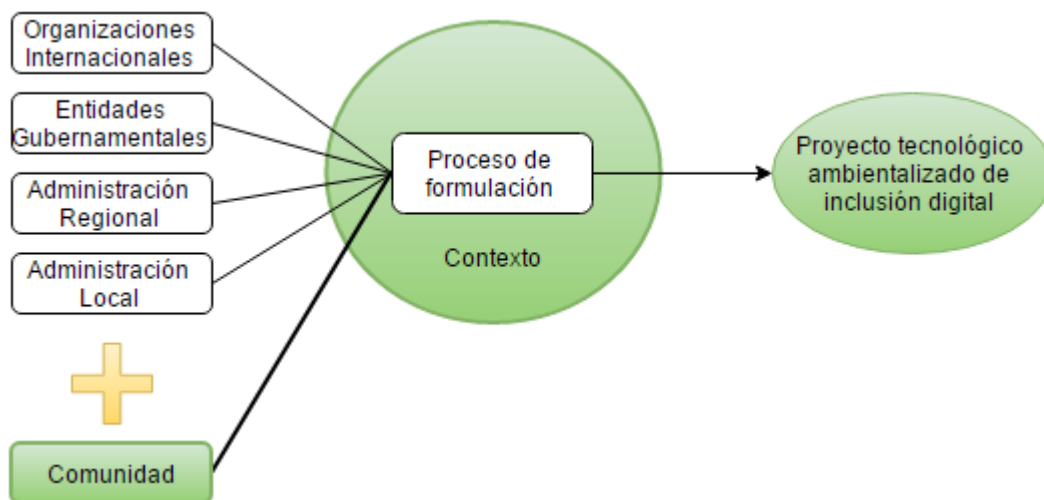 Organizaciones
Internacionales
Entidades
Gubernamentales
Administración
Regional
Administración
Local
Comunidad
Proceso de
formulación
Contexto
Proyecto tecnológico
ambientalizado de
inclusión digital